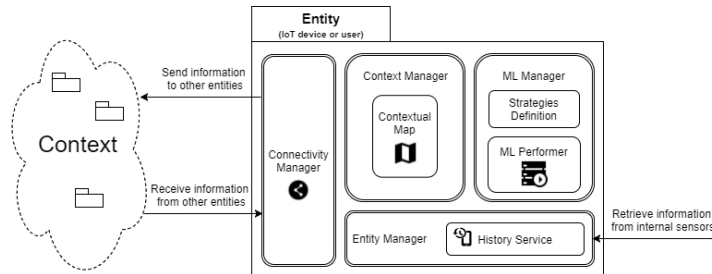 Entity
(IoT device or user)
Send information
to other entities
Context
Receive information
from other entities
Connectivity
Manager
Context Manager
Contextual
Map
ML Manager
Strategies
Definition
ML Performer
Entity Manager
History Service
Retrieve information
from internal sensors